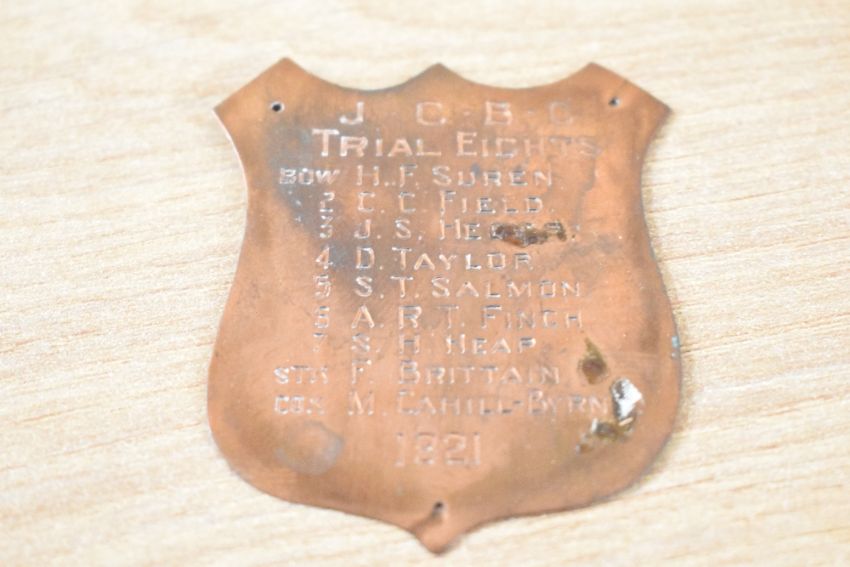 J · C · B · C
TRIAL EIGHTS
BOW H. F. SUREN
2 C. C. FIELD.
3 J. S.
4 D. TAYLOR
5 S. T. SALMON
6 A. R. T. FINCH
7 S. H. HEAP
STK F. BRITTAIN
COX M. CAHILL-BYRN
1921